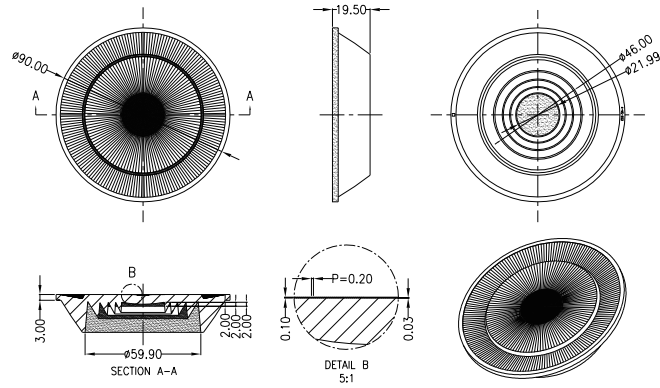 ø90.00
A
A
19.50
ø46.00
ø21.99
B
3.00
2.00
2.00
2.00
ø59.90
SECTION A-A
P=0.20
0.10
0.03
DETAIL B
5:1